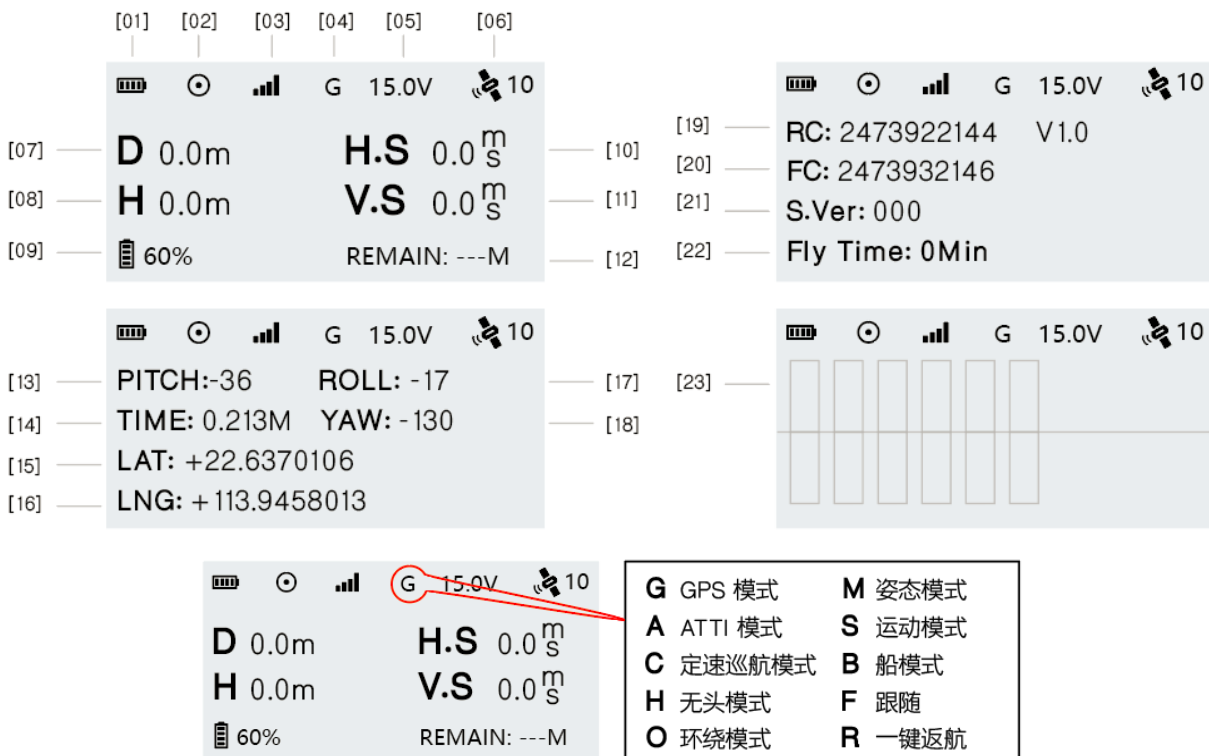 [01] [02] [03] [04] [05] [06]
G 15.0V 10
[07] D 0.0m H.S 0.0 m/s [10]
[08] H 0.0m V.S 0.0 m/s [11]
[09] 60% REMAIN: ---M [12]
G 15.0V 10
[19] RC: 2473922144 V1.0
[20] FC: 2473932146
[21] S.Ver: 000
[22] Fly Time: 0Min
G 15.0V 10
[13] PITCH:-36 ROLL: -17 [17]
[14] TIME: 0.213M YAW: -130 [18]
[15] LAT: +22.6370106
[16] LNG: +113.9458013
G 15.0V 10
[23]
G 15.0V 10
D 0.0m H.S 0.0 m/s
H 0.0m V.S 0.0 m/s
60% REMAIN: ---M
G GPS 模式 M 姿态模式
A ATTI 模式 S 运动模式
C 定速巡航模式 B 船模式
H 无头模式 F 跟随
O 环绕模式 R 一键返航